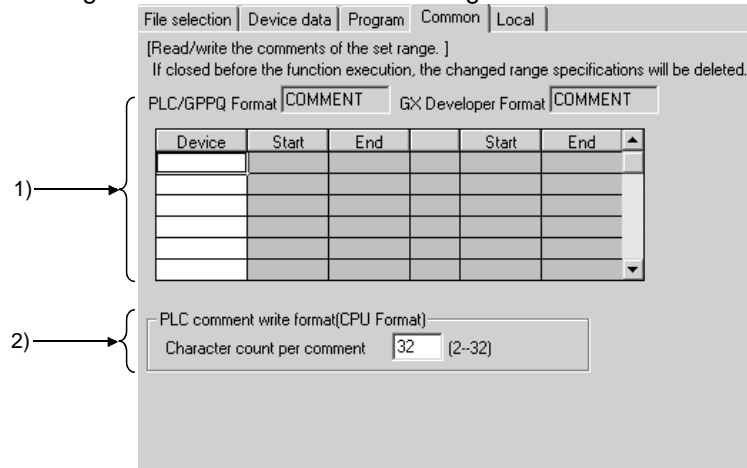 File selection Device data Program Common Local
[Read/write the comments of the set range. ]
If closed before the function execution, the changed range specifications will be deleted.
PLC/GPPQ Format COMMENT GX Developer Format COMMENT
Device Start End Start End
1)
PLC comment write format(CPU Format)
2)
Character count per comment 32 (2--32)